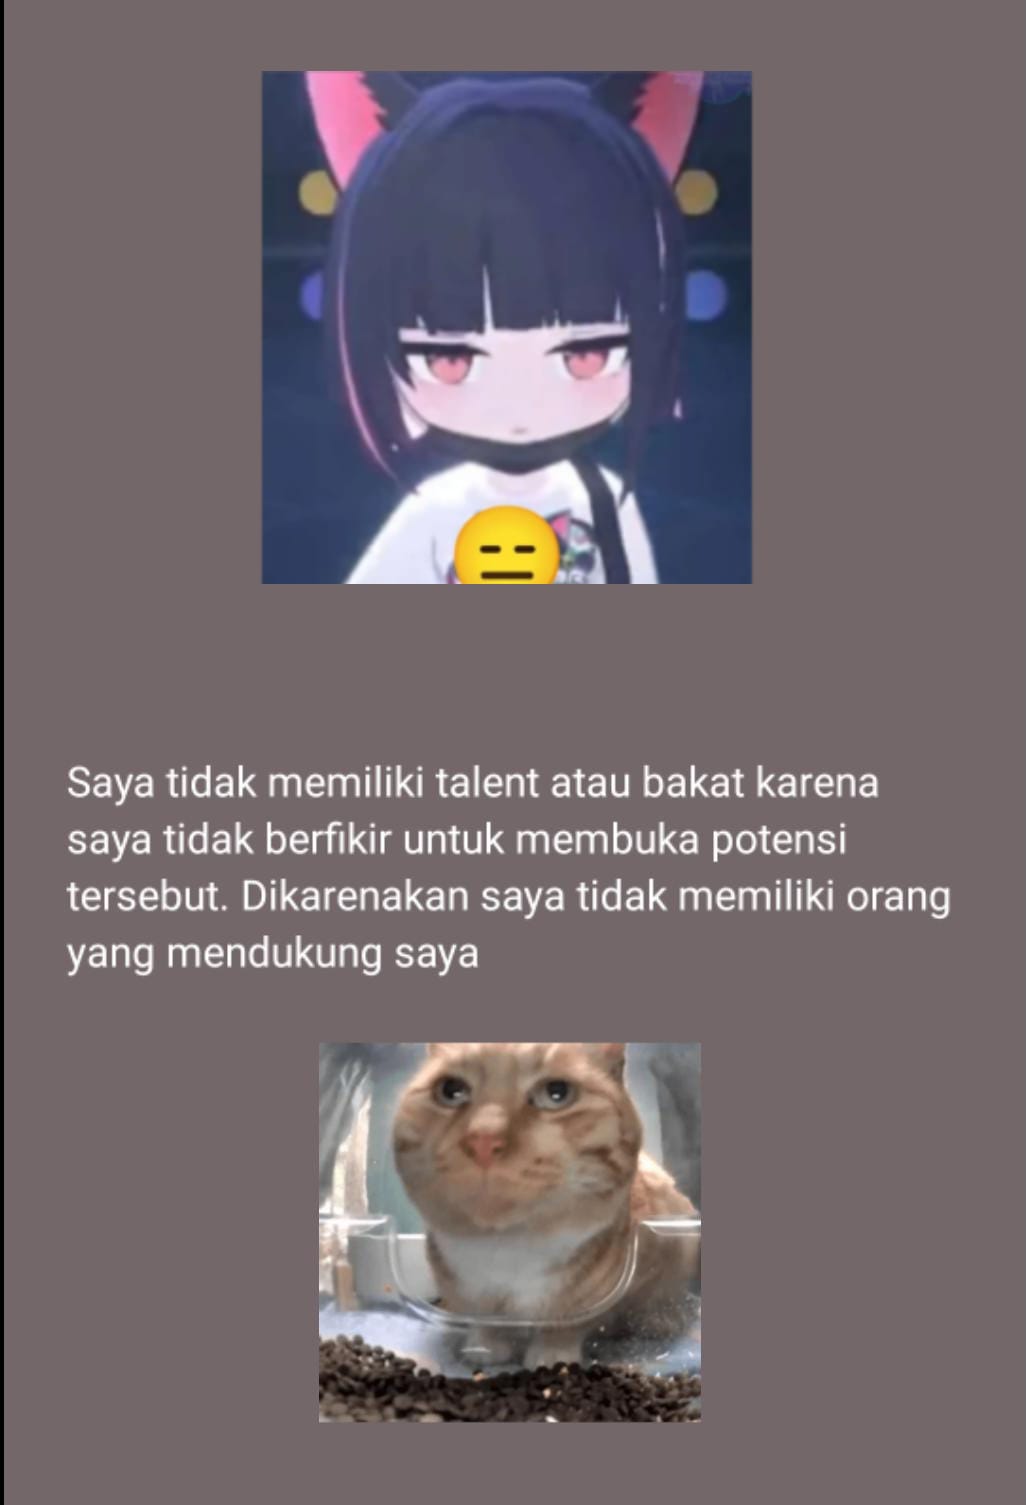 Saya tidak memiliki talent atau bakat karena
saya tidak berfikir untuk membuka potensi
tersebut. Dikarenakan saya tidak memiliki orang
yang mendukung saya